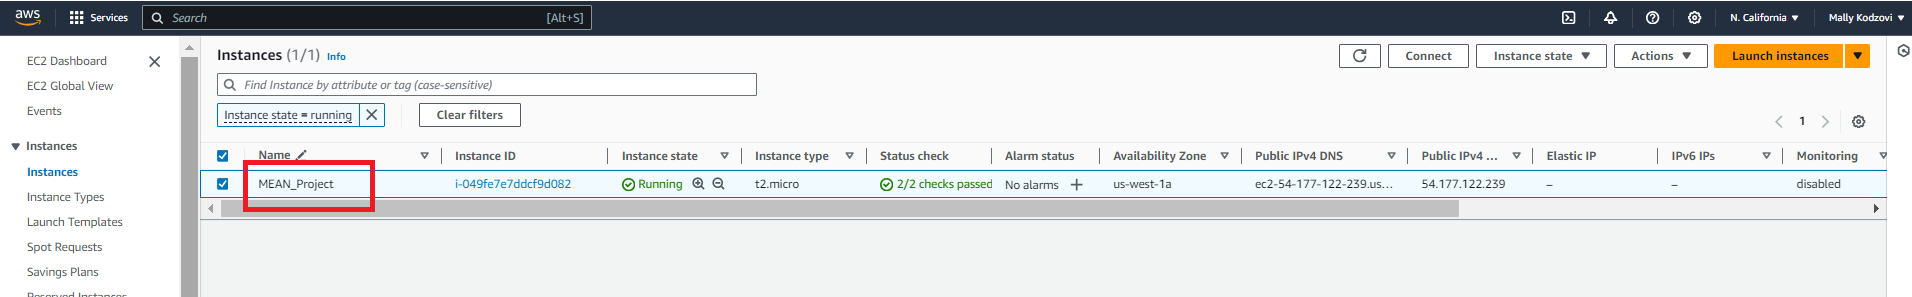 aws Services Search [Alt+S] N. California Mally Kodzovi
EC2 Dashboard
EC2 Global View
Events
Instances
Instances
Instance Types
Launch Templates
Spot Requests
Savings Plans
Reserved Instances
Instances (1/1) Info
Connect Instance state Actions Launch instances
Find Instance by attribute or tag (case-sensitive)
Instance state = running Clear filters
1
Name Instance ID Instance state Instance type Status check Alarm status Availability Zone Public IPv4 DNS Public IPv4 ... Elastic IP IPv6 IPs Monitoring
MEAN_Project i-049fe7e7ddcf9d082 Running t2.micro 2/2 checks passed No alarms + us-west-1a ec2-54-177-122-239.us... 54.177.122.239 – – disabled